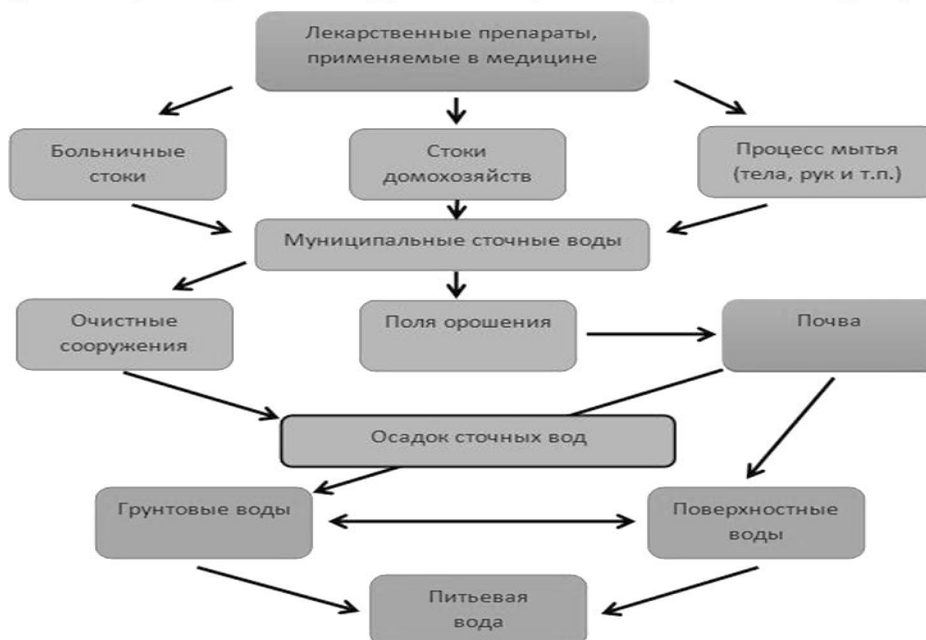 Лекарственные препараты,
применяемые в медицине
Больничные
стоки
Стоки
домохозяйств
Процесс мытья
(тела, рук и т.п.)
Муниципальные сточные воды
Очистные
сооружения
Поля орошения
Почва
Осадок сточных вод
Грунтовые воды
Поверхностные
воды
Питьевая
вода